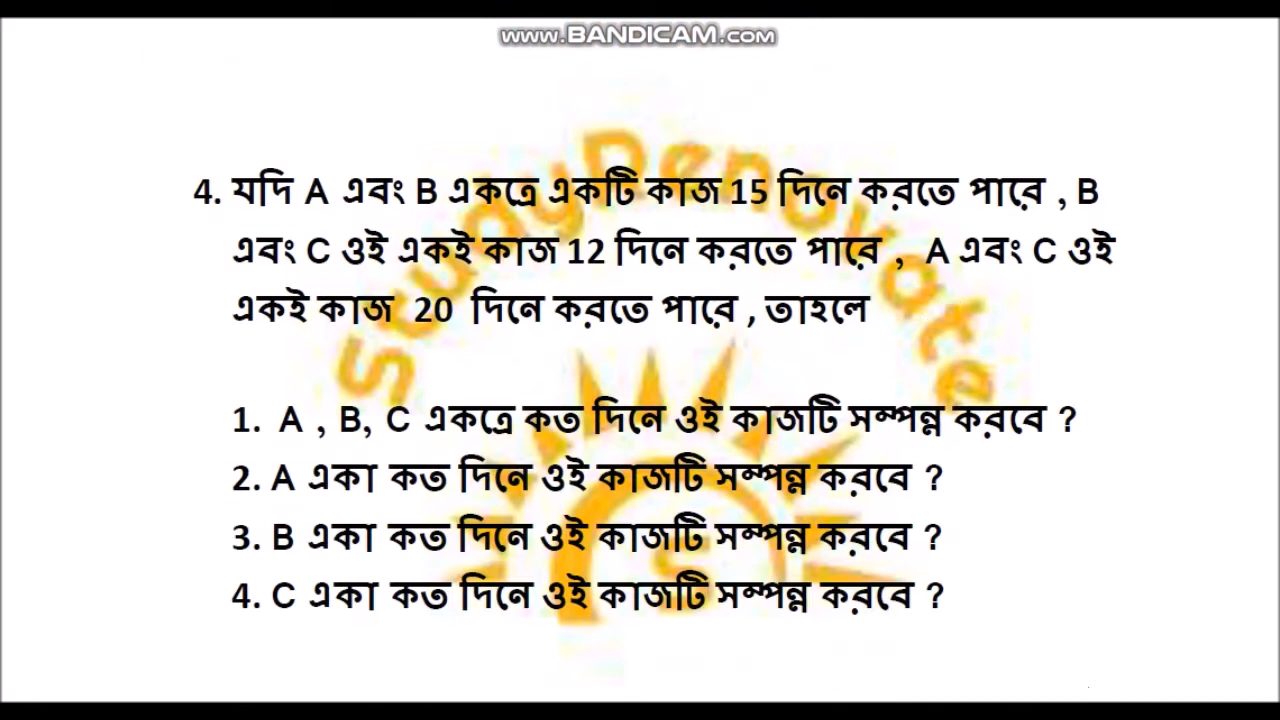 www.BANDICAM.com
StudyRenovate
4. যদি A এবং B একত্রে একটি কাজ 15 দিনে করতে পারে , B
এবং C ওই একই কাজ 12 দিনে করতে পারে , A এবং C ওই
একই কাজ 20 দিনে করতে পারে , তাহলে
1. A , B, C একত্রে কত দিনে ওই কাজটি সম্পন্ন করবে ?
2. A একা কত দিনে ওই কাজটি সম্পন্ন করবে ?
3. B একা কত দিনে ওই কাজটি সম্পন্ন করবে ?
4. C একা কত দিনে ওই কাজটি সম্পন্ন করবে ?
S